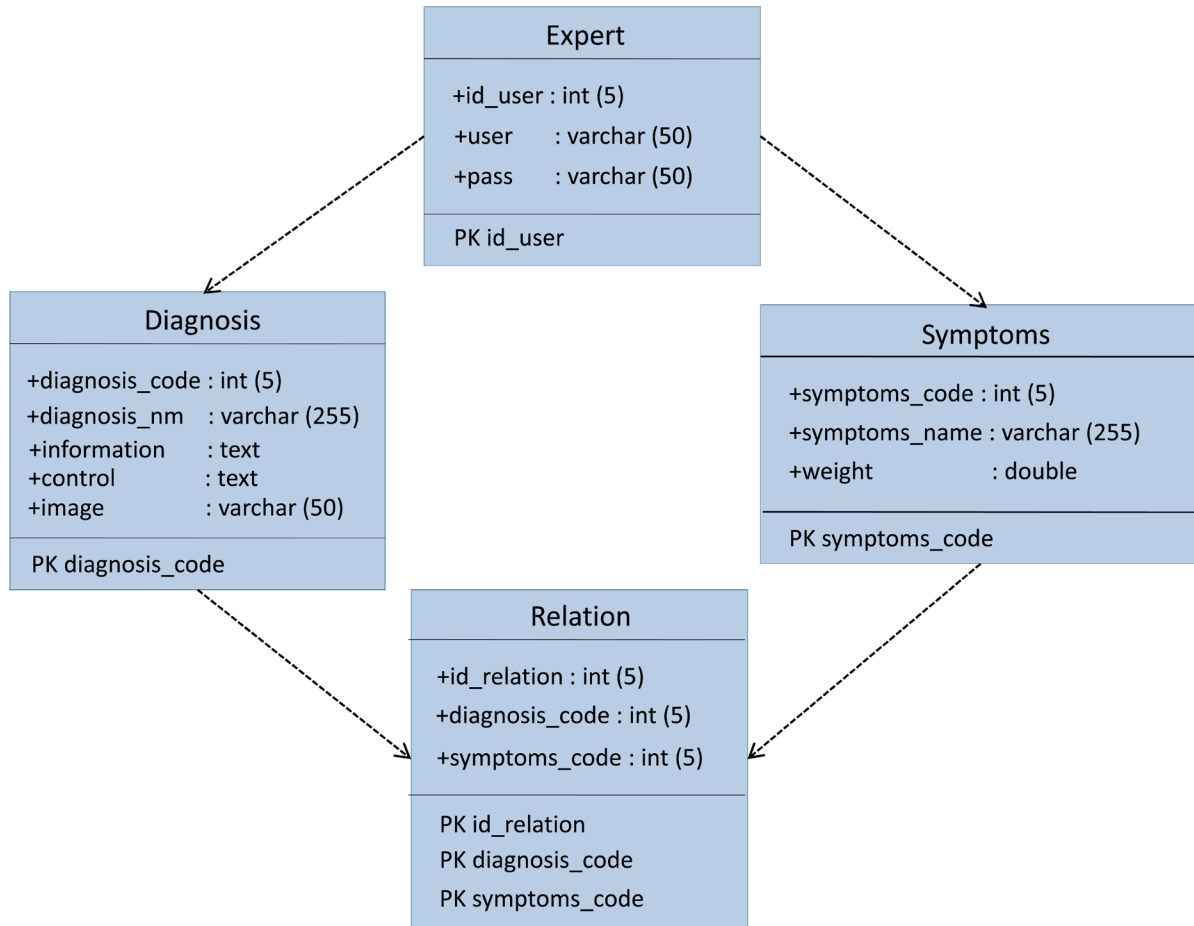 Expert
+id_user : int (5)
+user : varchar (50)
+pass : varchar (50)
PK id_user
Diagnosis
+diagnosis_code : int (5)
+diagnosis_nm : varchar (255)
+information : text
+control : text
+image : varchar (50)
PK diagnosis_code
Symptoms
+symptoms_code : int (5)
+symptoms_name : varchar (255)
+weight : double
PK symptoms_code
Relation
+id_relation : int (5)
+diagnosis_code : int (5)
+symptoms_code : int (5)
PK id_relation
PK diagnosis_code
PK symptoms_code